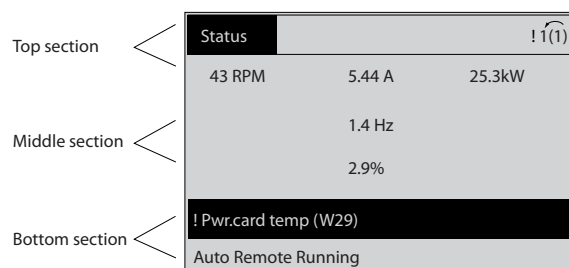 Top section
Status ! 1(1)
43 RPM 5.44 A 25.3kW
Middle section
1.4 Hz
2.9%
! Pwr.card temp (W29)
Bottom section
Auto Remote Running